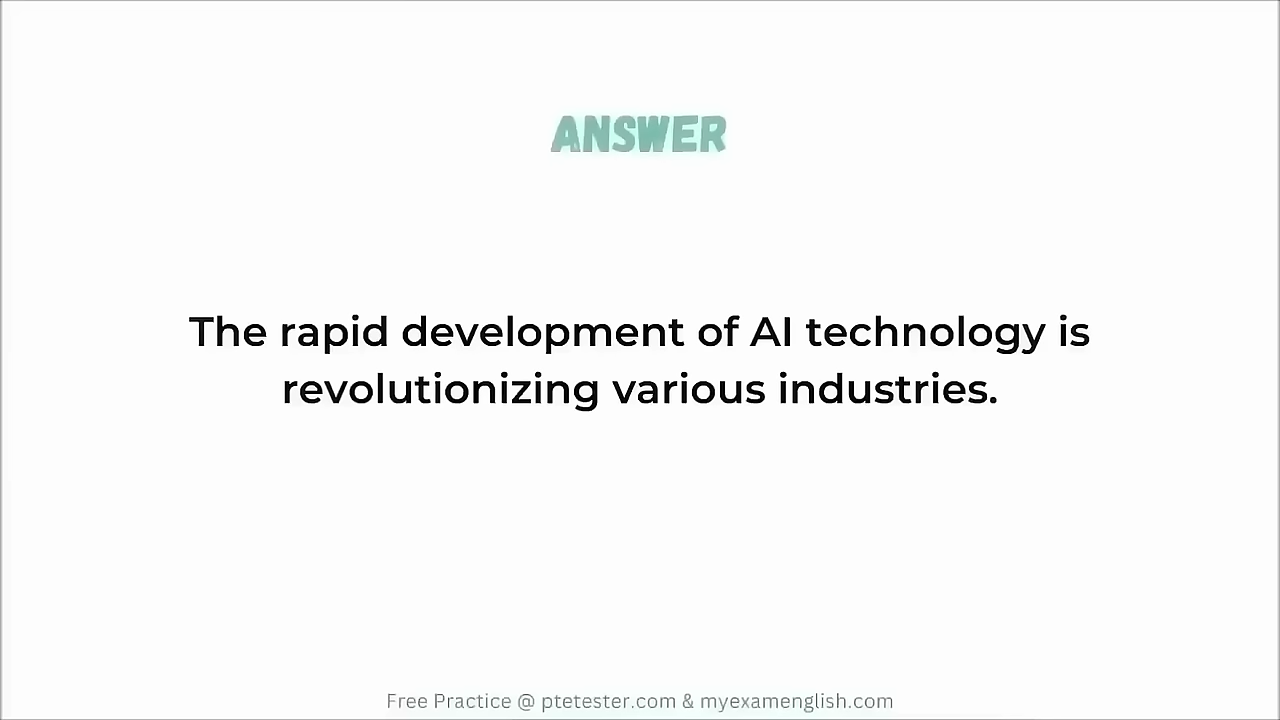 ANSWER
The rapid development of AI technology is
revolutionizing various industries.
Free Practice @ ptetester.com & myexamenglish.com